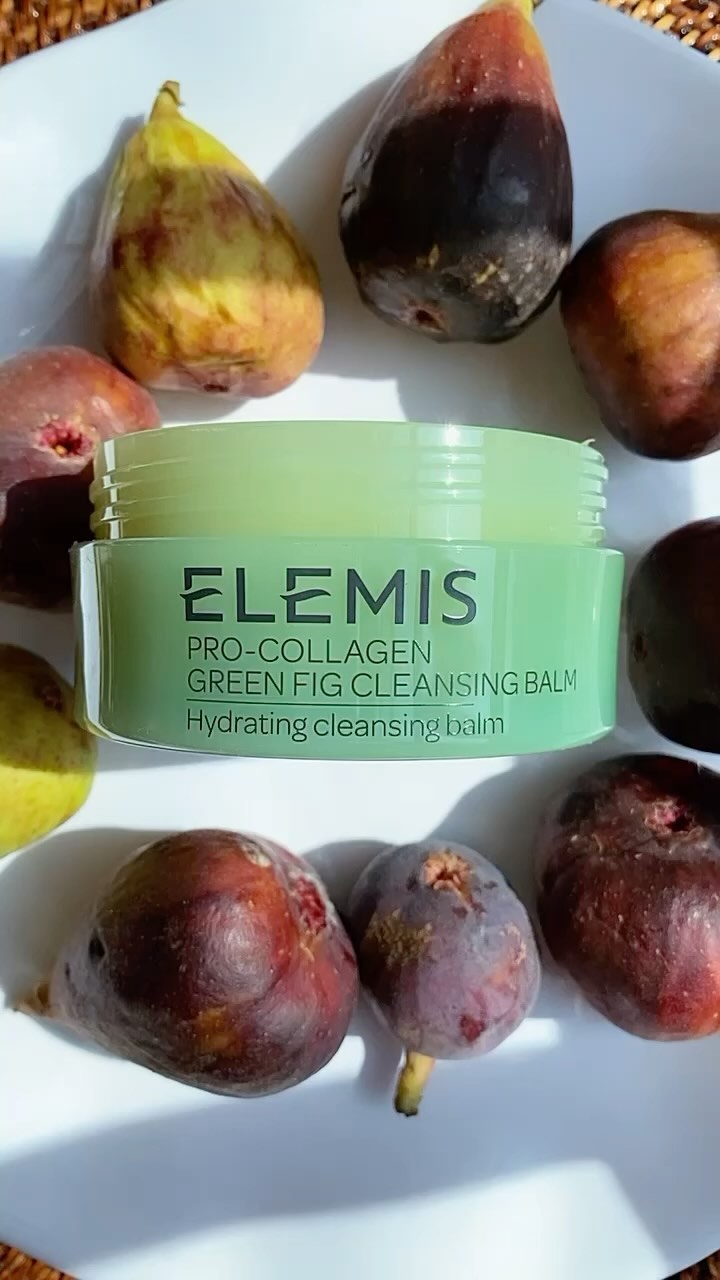 ELEMIS
PRO-COLLAGEN
GREEN FIG CLEANSING BALM
Hydrating cleansing balm